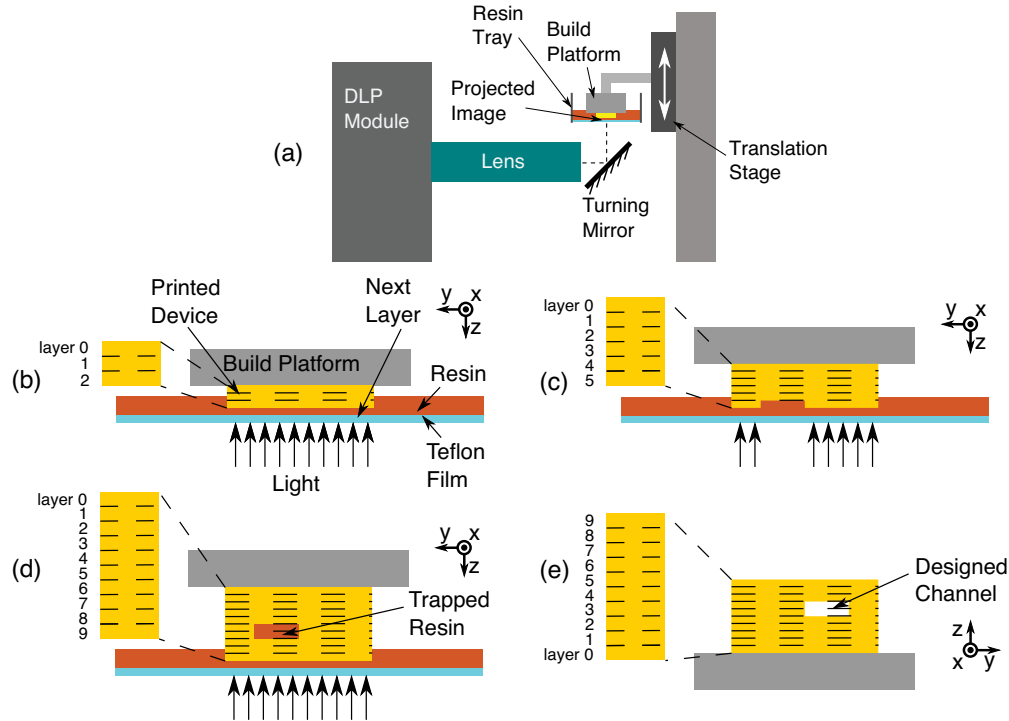 Resin
Tray
Build
Platform
Projected
Image
DLP
Module
(a)
Lens
Translation
Stage
Turning
Mirror
Printed
Device
Next
Layer
y
x
z
layer 0
1
2
(b)
Build Platform
Resin
Teflon
Film
Light
layer 0
1
2
3
4
5
y
x
z
(c)
layer 0
1
2
3
4
5
6
7
8
9
(d)
y
x
z
Trapped
Resin
9
8
7
6
5
4
3
2
1
layer 0
(e)
Designed
Channel
z
x
y